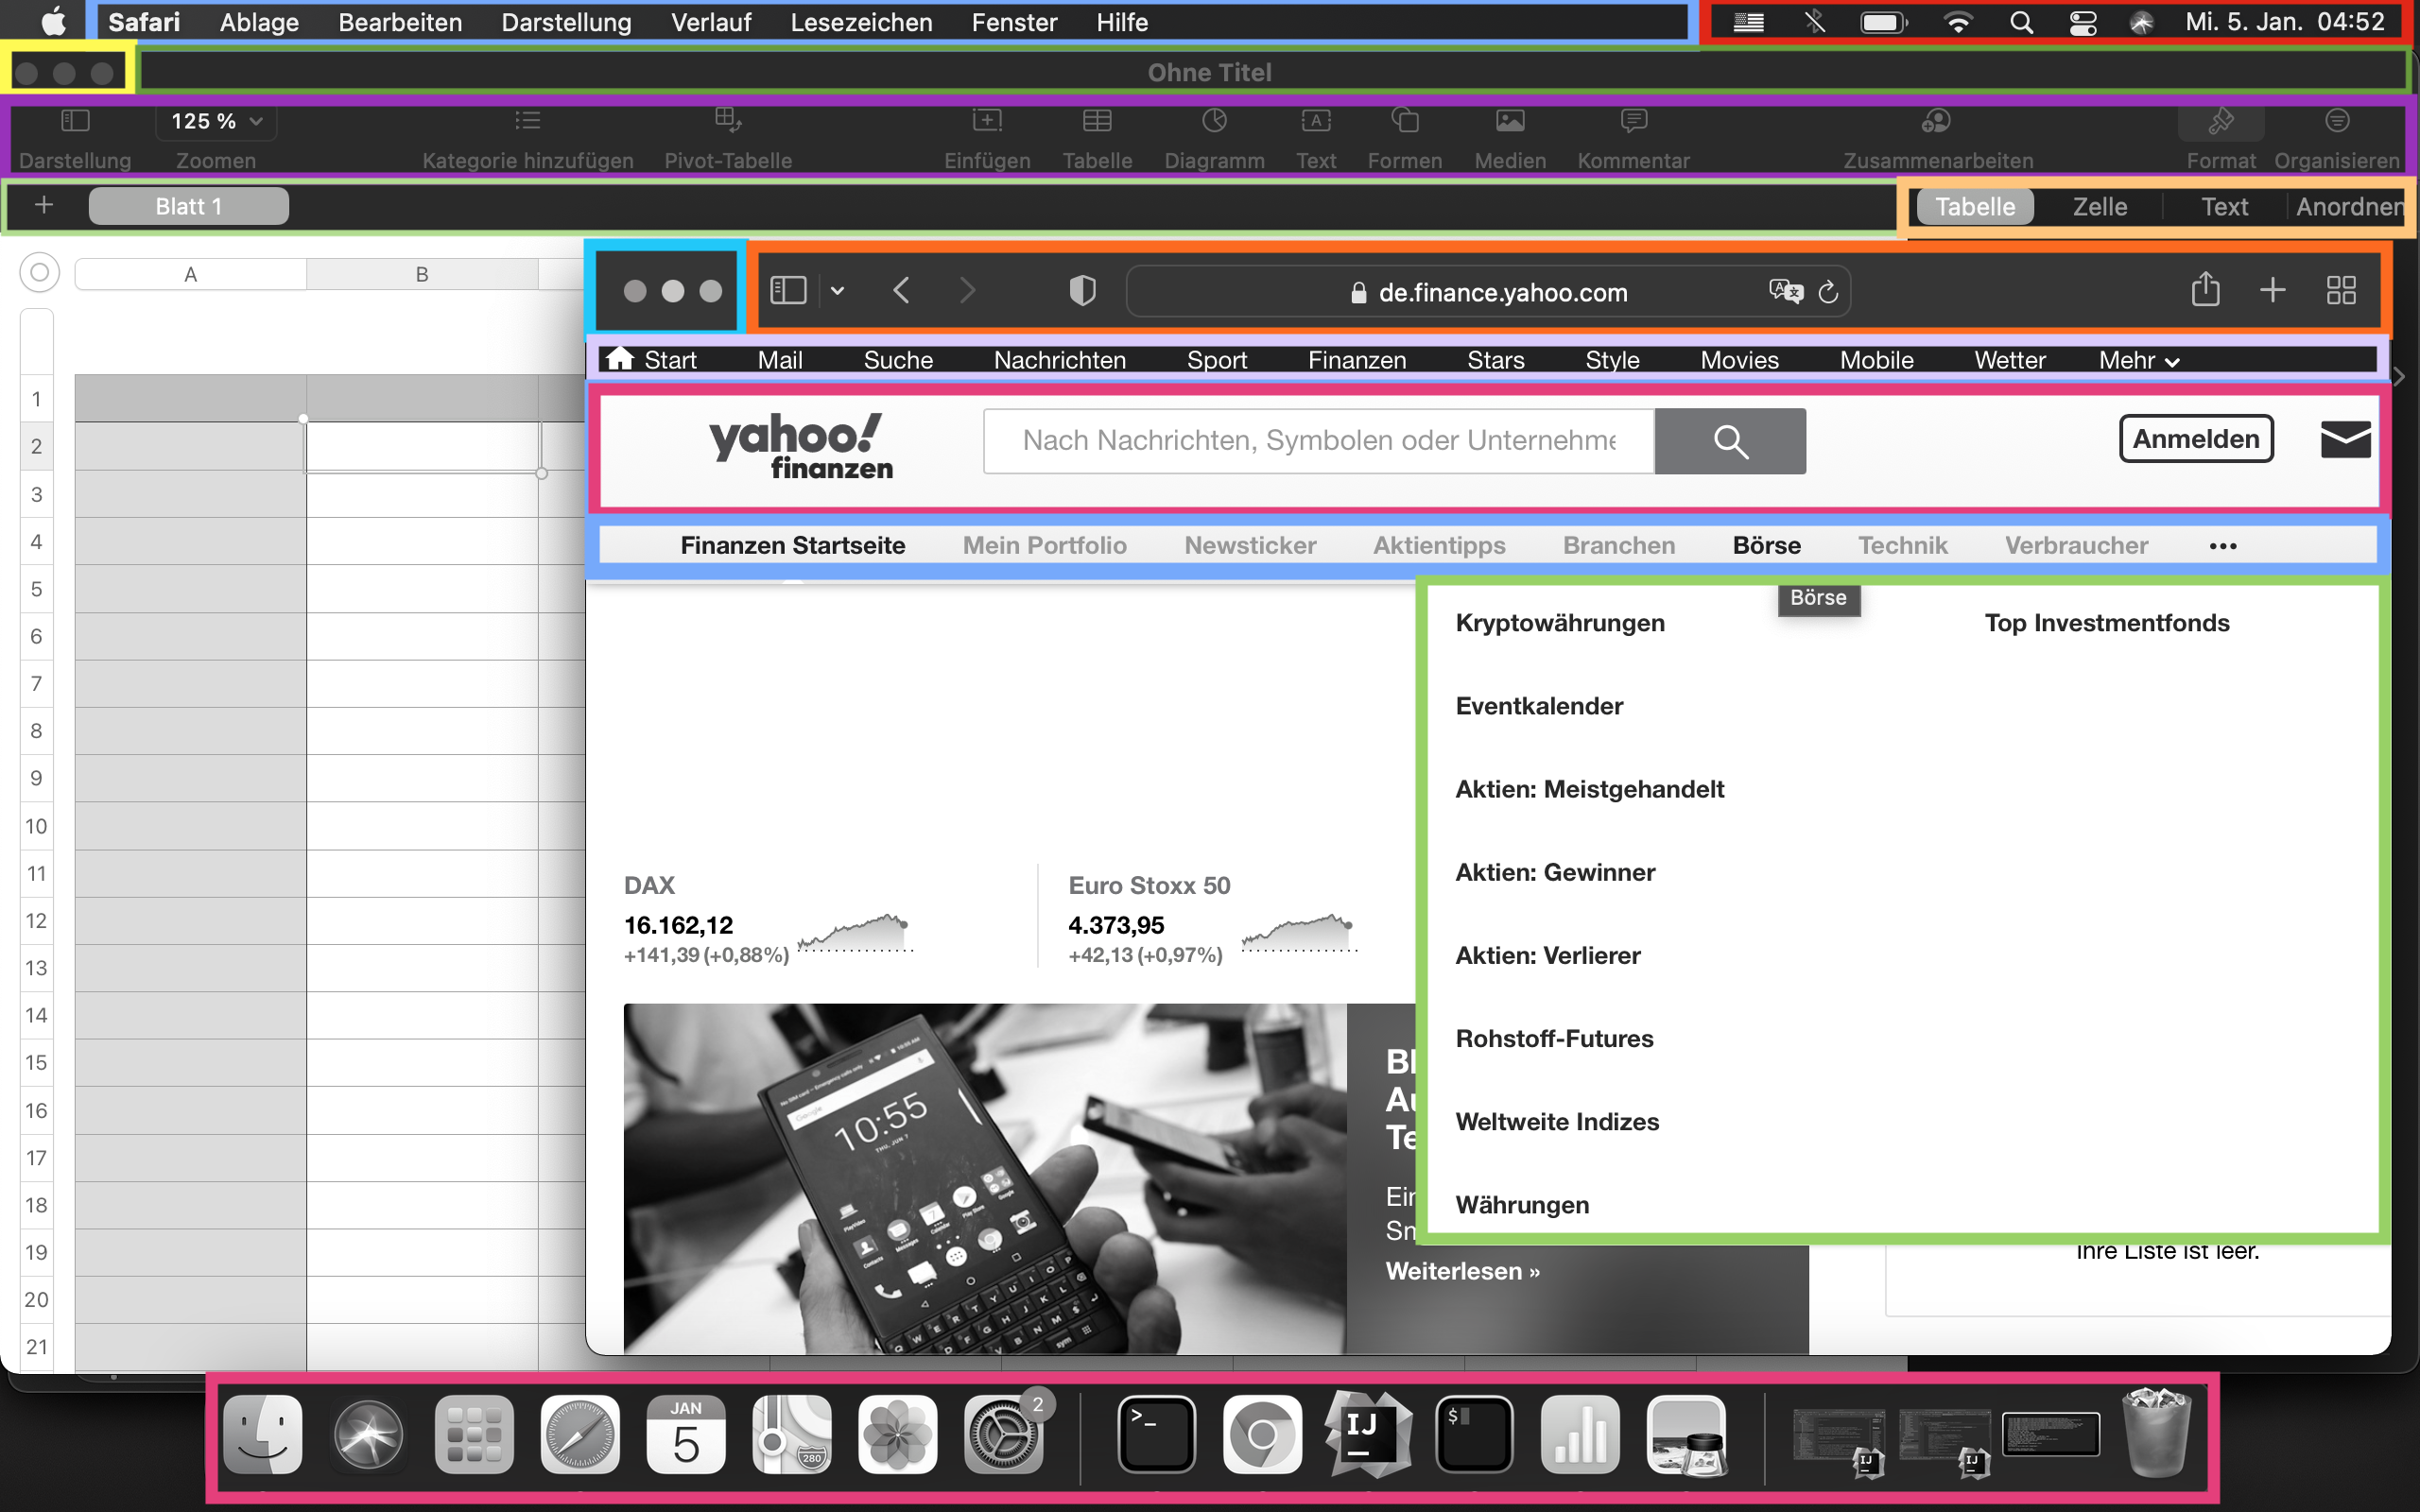 Safari Ablage Bearbeiten Darstellung Verlauf Lesezeichen Fenster Hilfe Mi. 5. Jan. 04:52
Ohne Titel
125 %
Darstellung Zoomen Kategorie hinzufügen Pivot-Tabelle Einfügen Tabelle Diagramm Text Formen Medien Kommentar Zusammenarbeiten Format Organisieren
+ Blatt 1 Tabelle Zelle Text Anordnen
A B
de.finance.yahoo.com
Start Mail Suche Nachrichten Sport Finanzen Stars Style Movies Mobile Wetter Mehr
yahoo! finanzen
Nach Nachrichten, Symbolen oder Unternehme
Anmelden
Finanzen Startseite Mein Portfolio Newsticker Aktientipps Branchen Börse Technik Verbraucher •••
Börse
Kryptowährungen Top Investmentfonds
Eventkalender
Aktien: Meistgehandelt
Aktien: Gewinner
Aktien: Verlierer
Rohstoff-Futures
Weltweite Indizes
Währungen
DAX
16.162,12
+141,39 (+0,88%)
Euro Stoxx 50
4.373,95
+42,13 (+0,97%)
10:55
Google
Weiterlesen »
Ihre Liste ist leer.
1
2
3
4
5
6
7
8
9
10
11
12
13
14
15
16
17
18
19
20
21
JAN
5
280
2
>_
IJ
$
IJ
IJ